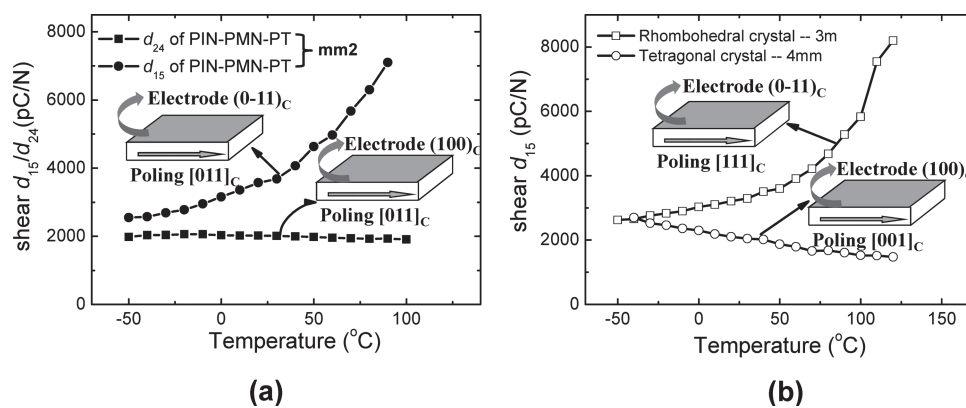 8000
6000
4000
2000
0
shear d15/d24(pC/N)
d24 of PIN-PMN-PT
d15 of PIN-PMN-PT
mm2
Electrode (0-11)C
Poling [011]C
Electrode (100)C
Poling [011]C
-50 0 50 100
Temperature (oC)
(a)
8000
6000
4000
2000
0
shear d15 (pC/N)
Rhombohedral crystal -- 3m
Tetragonal crystal -- 4mm
Electrode (0-11)C
Poling [111]C
Electrode (100)
Poling [001]C
-50 0 50 100 150
Temperature (oC)
(b)